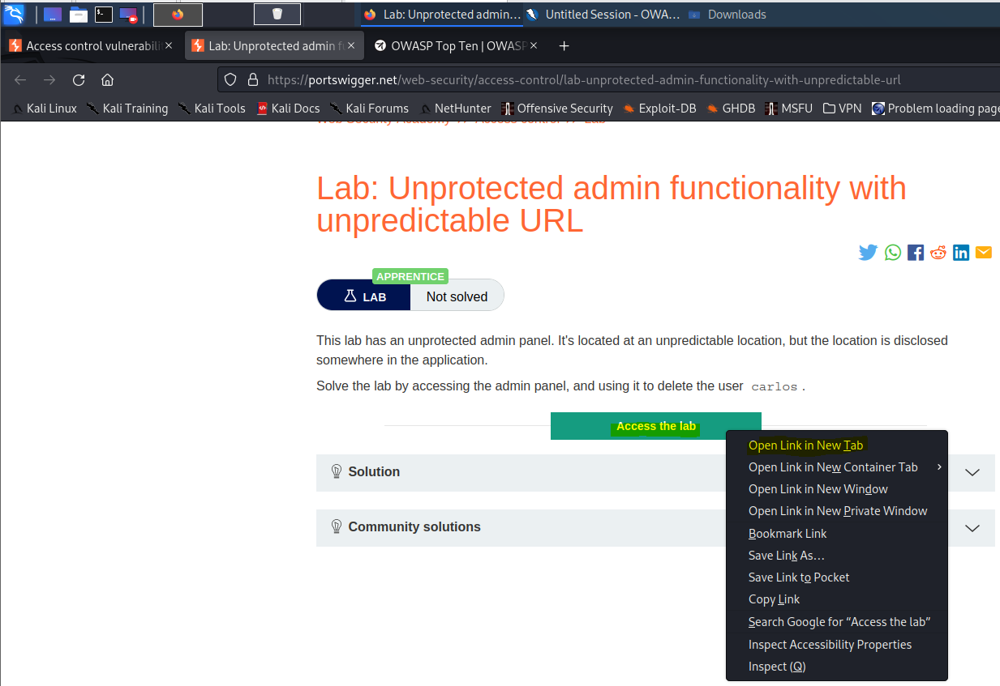 Lab: Unprotected admin...
Untitled Session - OWA...
Downloads
Access control vulnerabili
Lab: Unprotected admin f
OWASP Top Ten | OWASP
https://portswigger.net/web-security/access-control/lab-unprotected-admin-functionality-with-unpredictable-url
Kali Linux
Kali Training
Kali Tools
Kali Docs
Kali Forums
NetHunter
Offensive Security
Exploit-DB
GHDB
MSFU
VPN
Problem loading page
Web Security Academy >> Access control >> Lab
Lab: Unprotected admin functionality with
unpredictable URL
APPRENTICE
LAB
Not solved
This lab has an unprotected admin panel. It's located at an unpredictable location, but the location is disclosed
somewhere in the application.
Solve the lab by accessing the admin panel, and using it to delete the user carlos .
Access the lab
Open Link in New Tab
Open Link in New Container Tab
Open Link in New Window
Open Link in New Private Window
Bookmark Link
Save Link As...
Save Link to Pocket
Copy Link
Search Google for “Access the lab”
Inspect Accessibility Properties
Inspect (Q)
Solution
Community solutions